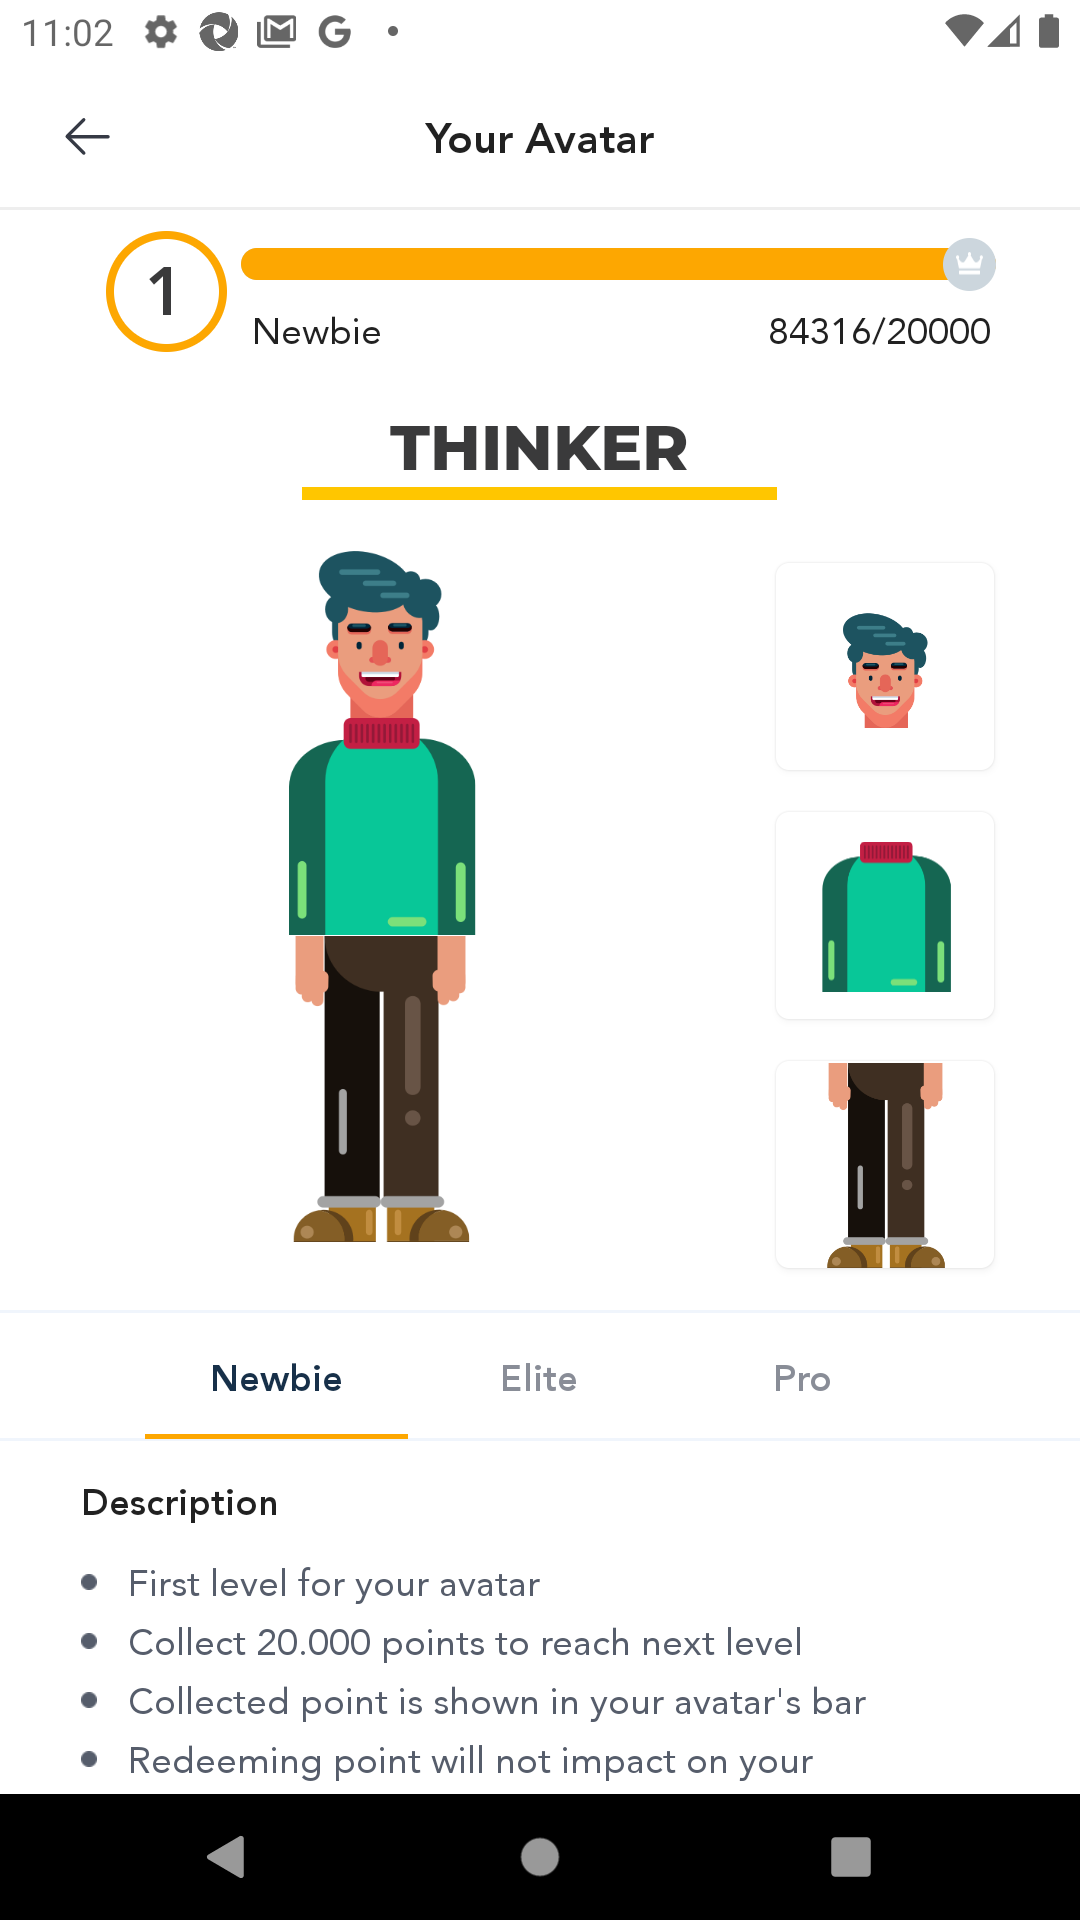 11:02
Your Avatar
1
Newbie
84316/20000
THINKER
Newbie
Elite
Pro
Description
First level for your avatar
Collect 20.000 points to reach next level
Collected point is shown in your avatar's bar
Redeeming point will not impact on your